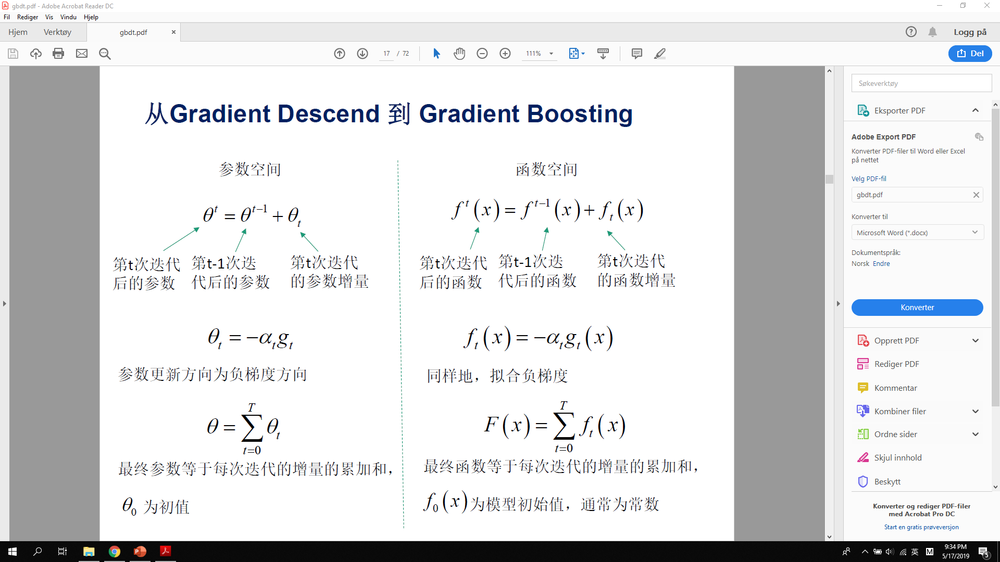 gbdt.pdf - Adobe Acrobat Reader DC
Fil Rediger Vis Vindu Hjelp
Hjem Verktøy gbdt.pdf × Logg på
17 / 72 111% Del
从Gradient Descend 到 Gradient Boosting
参数空间
θ^t = θ^{t-1} + θ_t
第t次迭代
后的参数
第t-1次迭
代后的参数
第t次迭代
的参数增量
θ_t = -α_t g_t
参数更新方向为负梯度方向
θ = ∑_{t=0}^{T} θ_t
最终参数等于每次迭代的增量的累加和，
θ_0 为初值
函数空间
f^t(x) = f^{t-1}(x) + f_t(x)
第t次迭代
后的函数
第t-1次迭
代后的函数
第t次迭代
的函数增量
f_t(x) = -α_t g_t(x)
同样地，拟合负梯度
F(x) = ∑_{t=0}^{T} f_t(x)
最终函数等于每次迭代的增量的累加和，
f_0(x)为模型初始值，通常为常数
Søkeverktøy
Eksporter PDF
Adobe Export PDF
Konverter PDF-filer til Word eller Excel
på nettet
Velg PDF-fil
gbdt.pdf
Konverter til
Microsoft Word (*.docx)
Dokumentspråk:
Norsk Endre
Konverter
Opprett PDF
Rediger PDF
Kommentar
Kombiner filer
Ordne sider
Skjul innhold
Beskytt
Konverter og rediger PDF-filer
med Acrobat Pro DC
Start en gratis prøveversjon
英 M
9:34 PM
5/17/2019
5